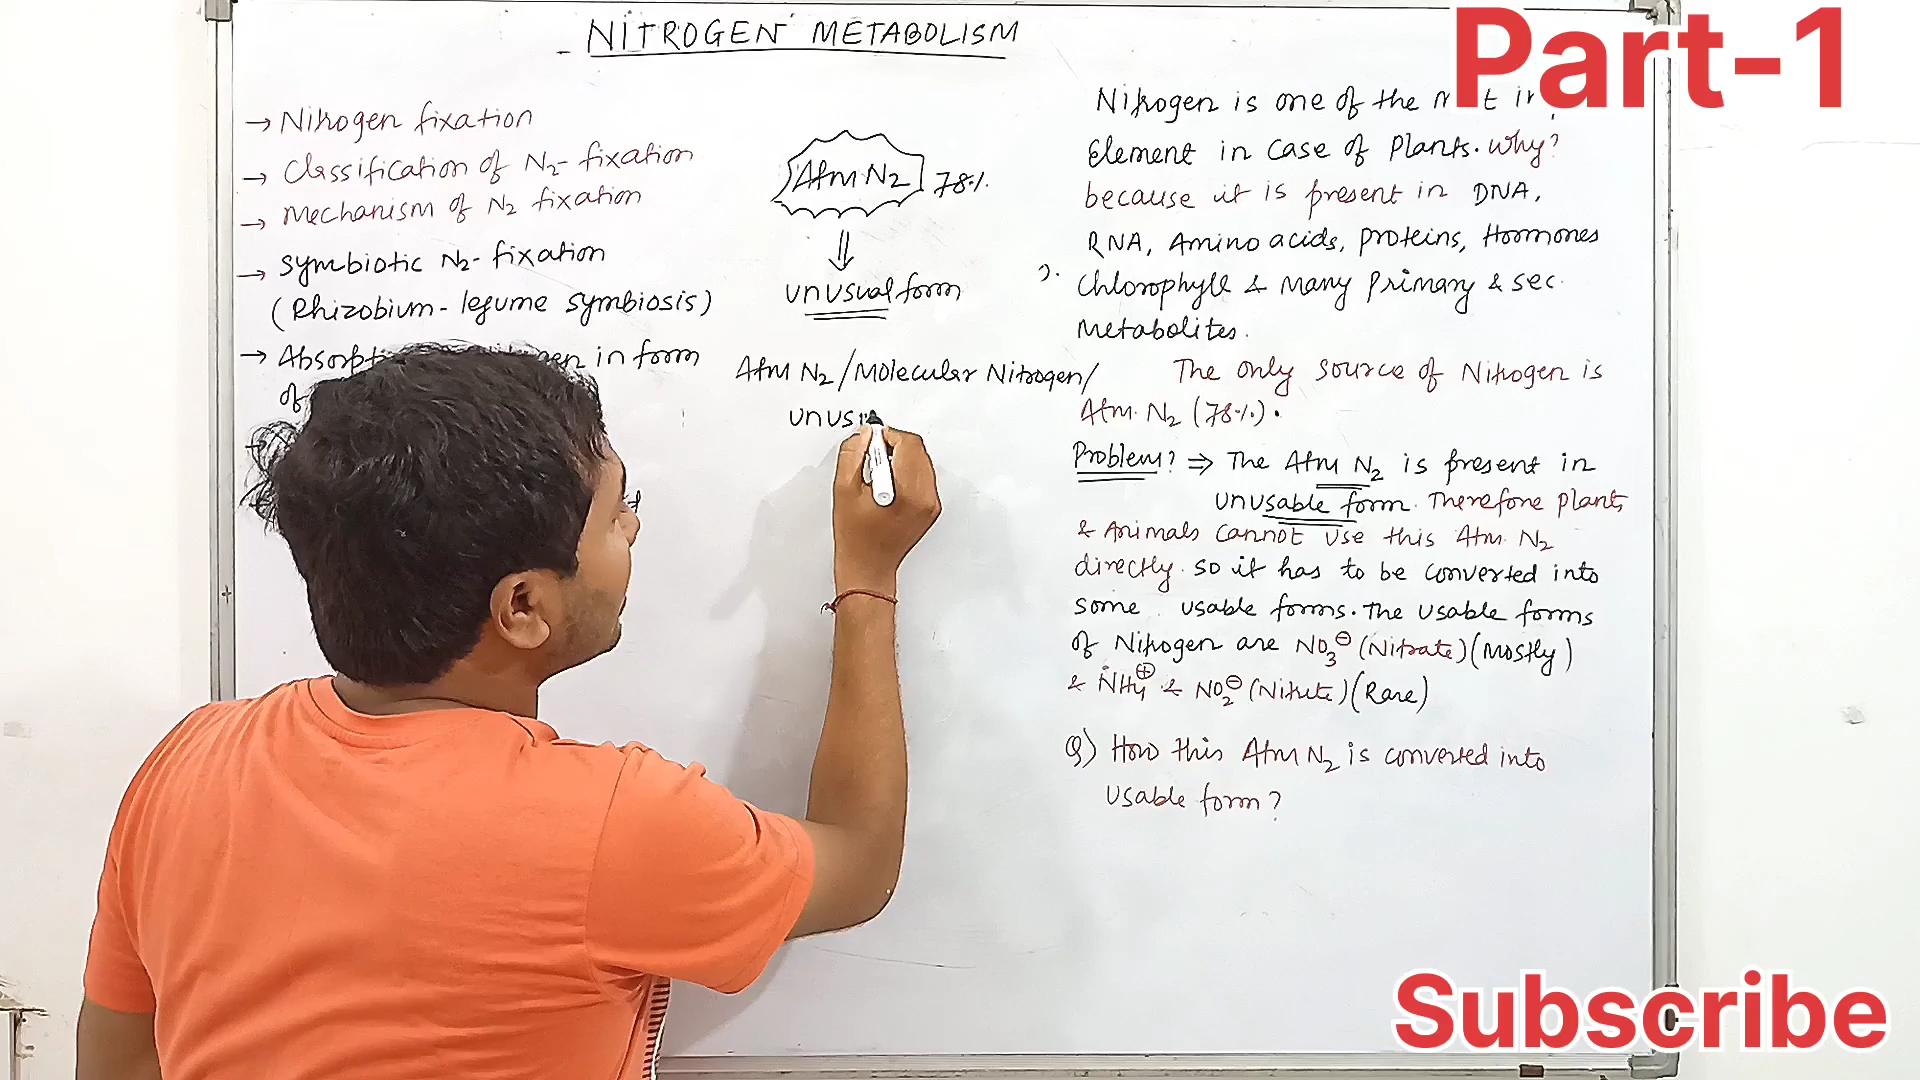 NITROGEN METABOLISM
Part-1
→ Nitrogen fixation
→ Classification of N2- fixation
→ Mechanism of N2 fixation
→ Symbiotic N2- fixation
(Rhizobium - legume symbiosis)
→ in form
of
Atm N2 78%
unusual form
Atm N2 / Molecular Nitrogen /
Nitrogen is one of the
Element in case of Plants. Why?
because it is present in DNA,
RNA, Amino acids, Proteins, Hormones
Chlorophyll & Many Primary & sec.
Metabolites.
The only source of Nitrogen is
Atm. N2 (78%).
Problem? ⇒ The Atm N2 is present in
unusable form. Therefore plants
& Animals cannot use this Atm. N2
directly. so it has to be converted into
some usable forms. The usable forms
of Nitrogen are NO3⊖ (Nitrate) (Mostly)
& NH4⊕ & NO2⊖ (Nitrite) (Rare)
Q) How this Atm N2 is converted into
usable form?
Subscribe